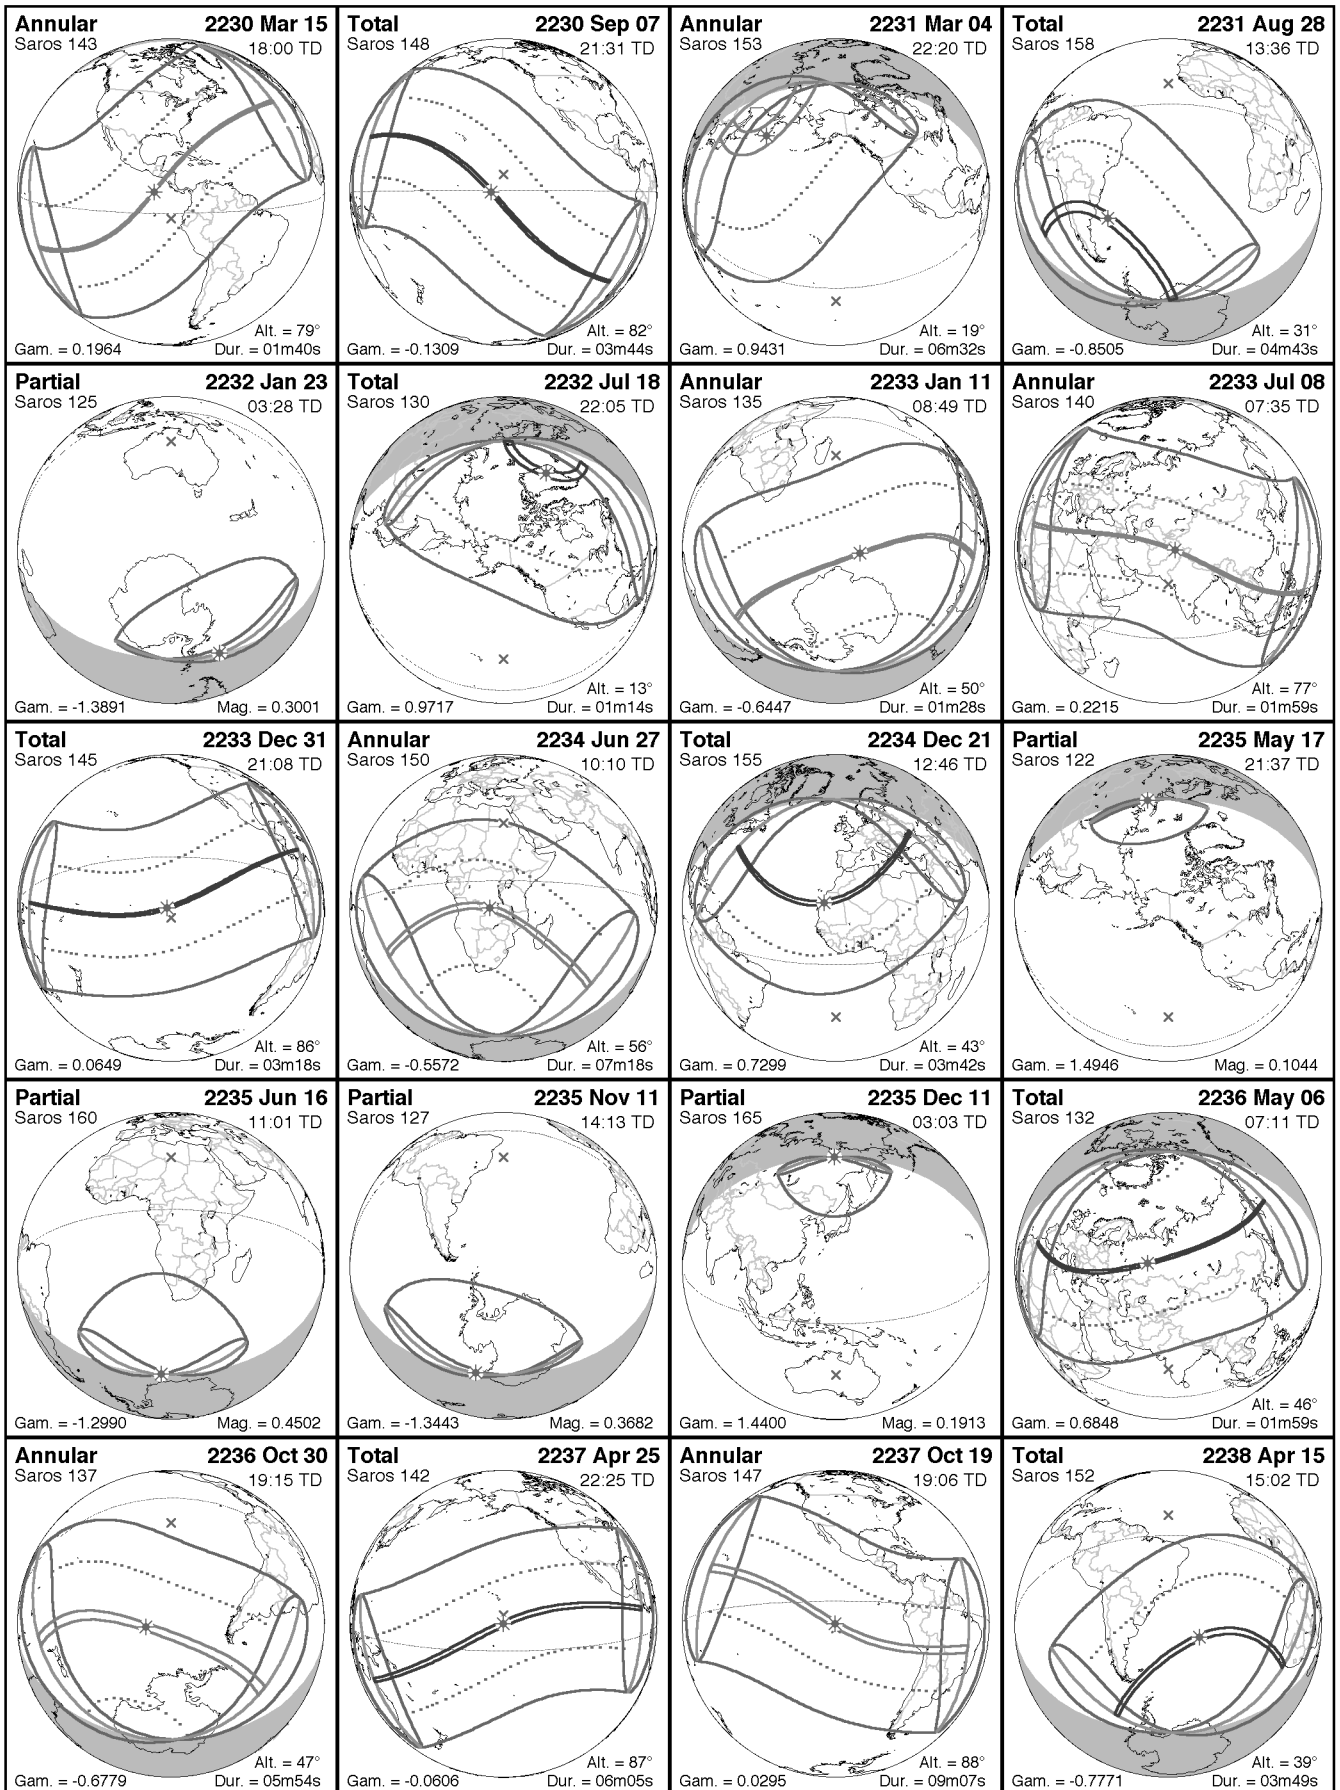 Annular 2230 Mar 15
Saros 143 18:00 TD
Alt. = 79°
Gam. = 0.1964 Dur. = 01m40s
Total 2230 Sep 07
Saros 148 21:31 TD
Alt. = 82°
Gam. = -0.1309 Dur. = 03m44s
Annular 2231 Mar 04
Saros 153 22:20 TD
Alt. = 19°
Gam. = 0.9431 Dur. = 06m32s
Total 2231 Aug 28
Saros 158 13:36 TD
Alt. = 31°
Gam. = -0.8505 Dur. = 04m43s
Partial 2232 Jan 23
Saros 125 03:28 TD
Gam. = -1.3891 Mag. = 0.3001
Total 2232 Jul 18
Saros 130 22:05 TD
Alt. = 13°
Gam. = 0.9717 Dur. = 01m14s
Annular 2233 Jan 11
Saros 135 08:49 TD
Alt. = 50°
Gam. = -0.6447 Dur. = 01m28s
Annular 2233 Jul 08
Saros 140 07:35 TD
Alt. = 77°
Gam. = 0.2215 Dur. = 01m59s
Total 2233 Dec 31
Saros 145 21:08 TD
Alt. = 86°
Gam. = 0.0649 Dur. = 03m18s
Annular 2234 Jun 27
Saros 150 10:10 TD
Alt. = 56°
Gam. = -0.5572 Dur. = 07m18s
Total 2234 Dec 21
Saros 155 12:46 TD
Alt. = 43°
Gam. = 0.7299 Dur. = 03m42s
Partial 2235 May 17
Saros 122 21:37 TD
Gam. = 1.4946 Mag. = 0.1044
Partial 2235 Jun 16
Saros 160 11:01 TD
Gam. = -1.2990 Mag. = 0.4502
Partial 2235 Nov 11
Saros 127 14:13 TD
Gam. = -1.3443 Mag. = 0.3682
Partial 2235 Dec 11
Saros 165 03:03 TD
Gam. = 1.4400 Mag. = 0.1913
Total 2236 May 06
Saros 132 07:11 TD
Alt. = 46°
Gam. = 0.6848 Dur. = 01m59s
Annular 2236 Oct 30
Saros 137 19:15 TD
Alt. = 47°
Gam. = -0.6779 Dur. = 05m54s
Total 2237 Apr 25
Saros 142 22:25 TD
Alt. = 87°
Gam. = -0.0606 Dur. = 06m05s
Annular 2237 Oct 19
Saros 147 19:06 TD
Alt. = 88°
Gam. = 0.0295 Dur. = 09m07s
Total 2238 Apr 15
Saros 152 15:02 TD
Alt. = 39°
Gam. = -0.7771 Dur. = 03m49s